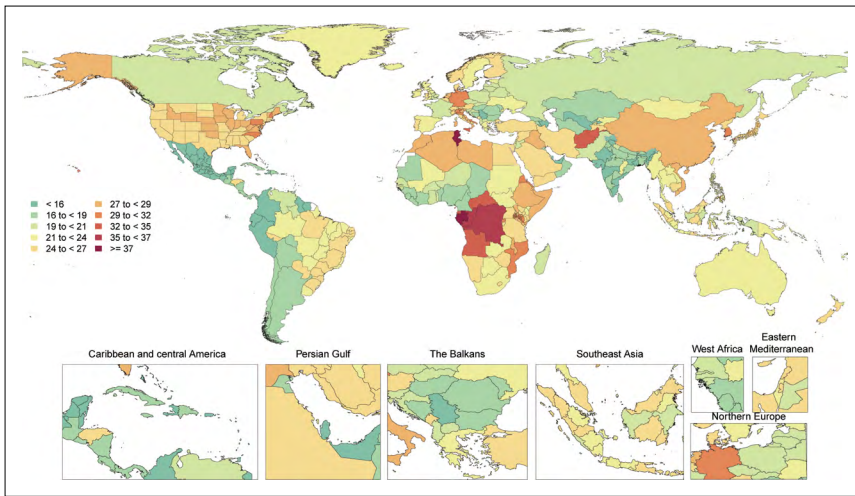 < 16
16 to < 19
19 to < 21
21 to < 24
24 to < 27
27 to < 29
29 to < 32
32 to < 35
35 to < 37
>= 37
Caribbean and central America
Persian Gulf
The Balkans
Southeast Asia
West Africa
Eastern
Mediterranean
Northern Europe